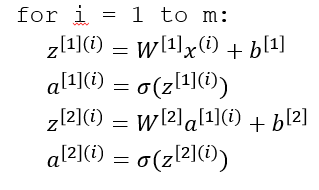 for i = 1 to m:
z^[1](i) = W^[1]x^(i) + b^[1]
a^[1](i) = σ(z^[1](i))
z^[2](i) = W^[2]a^[1](i) + b^[2]
a^[2](i) = σ(z^[2](i))